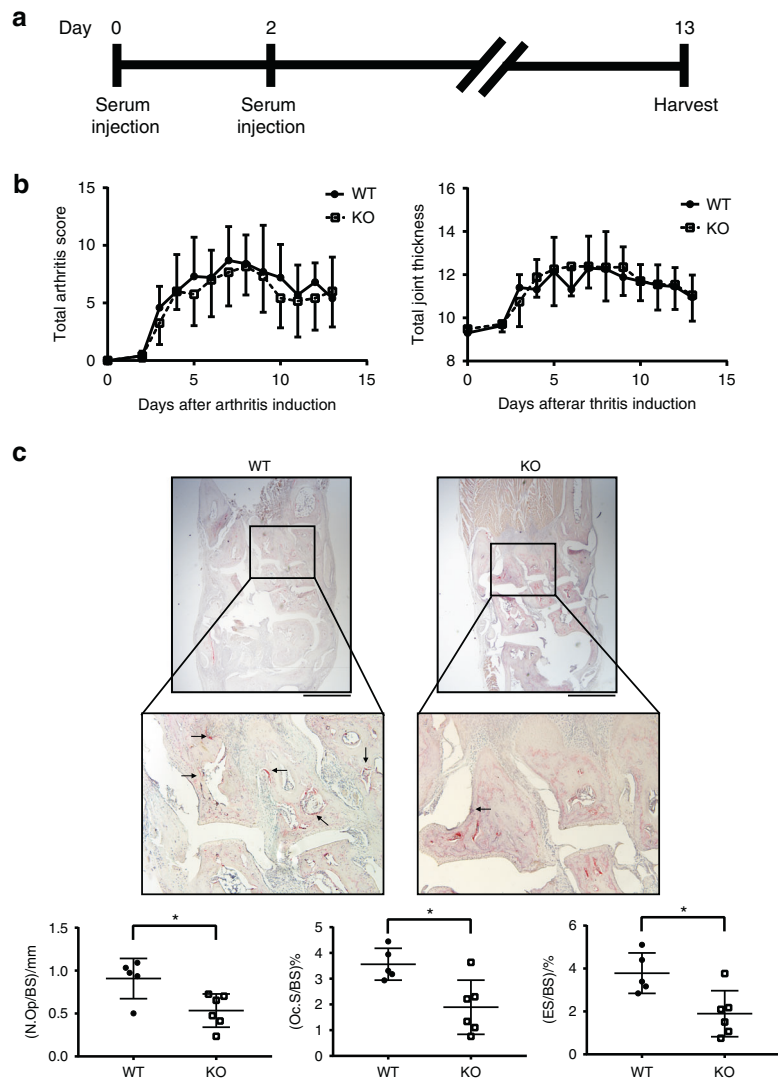 a
Day 0 2 13
Serum injection
Serum injection
Harvest
b
15
10
5
0
Total arthritis score
WT
KO
0 5 10 15
Days after arthritis induction
16
14
12
10
8
Total joint thickness
WT
KO
0 5 10 15
Days afterar thritis induction
c
WT
KO
1.5
1.0
0.5
0.0
(N.Op/BS)/mm
*
WT KO
5
4
3
2
1
0
(Oc.S/BS)%
*
WT KO
6
4
2
0
(ES/BS)/%
*
WT KO